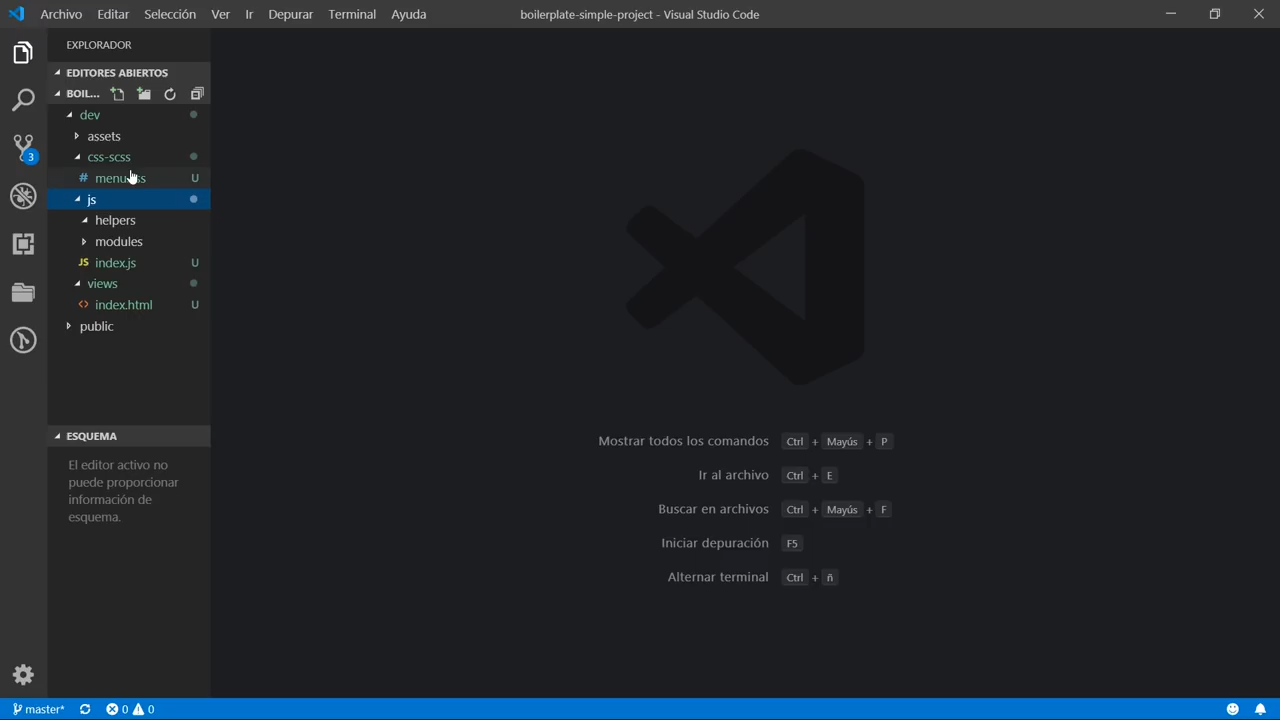 Archivo Editar Selección Ver Ir Depurar Terminal Ayuda boilerplate-simple-project - Visual Studio Code
EXPLORADOR
EDITORES ABIERTOS
BOIL...
dev
assets
css-scss
# U
js
helpers
modules
JS index.js U
views
<> index.html U
public
3
ESQUEMA
El editor activo no
puede proporcionar
información de
esquema.
Mostrar todos los comandos Ctrl + Mayús + P
Ir al archivo Ctrl + E
Buscar en archivos Ctrl + Mayús + F
Iniciar depuración F5
Alternar terminal Ctrl + ñ
master* 0 0